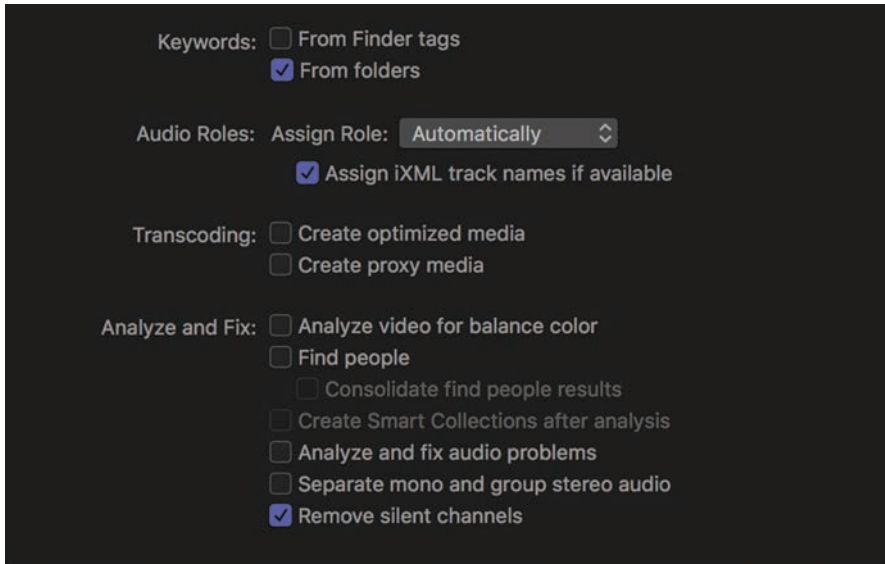 Keywords: From Finder tags
From folders
Audio Roles: Assign Role: Automatically
Assign iXML track names if available
Transcoding: Create optimized media
Create proxy media
Analyze and Fix: Analyze video for balance color
Find people
Consolidate find people results
Create Smart Collections after analysis
Analyze and fix audio problems
Separate mono and group stereo audio
Remove silent channels